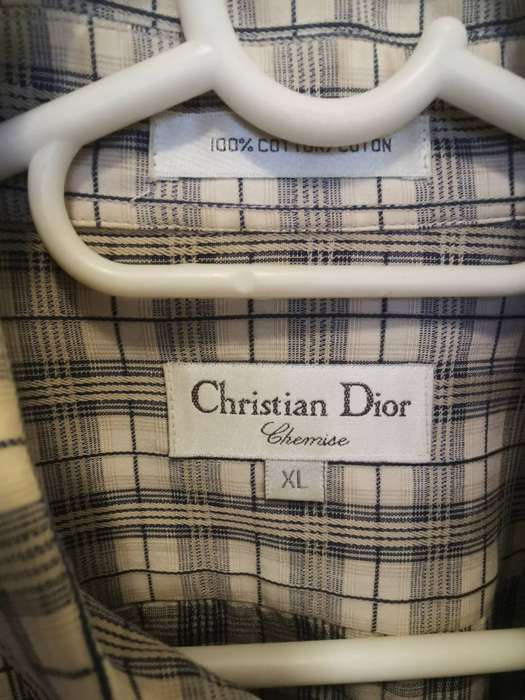 100% COTTON/COTON
Christian Dior
Chemise
XL